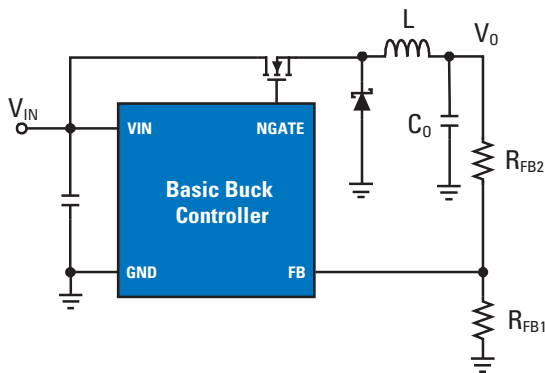 L
V0
VIN
VIN
NGATE
C0
RFB2
Basic Buck
Controller
GND
FB
RFB1